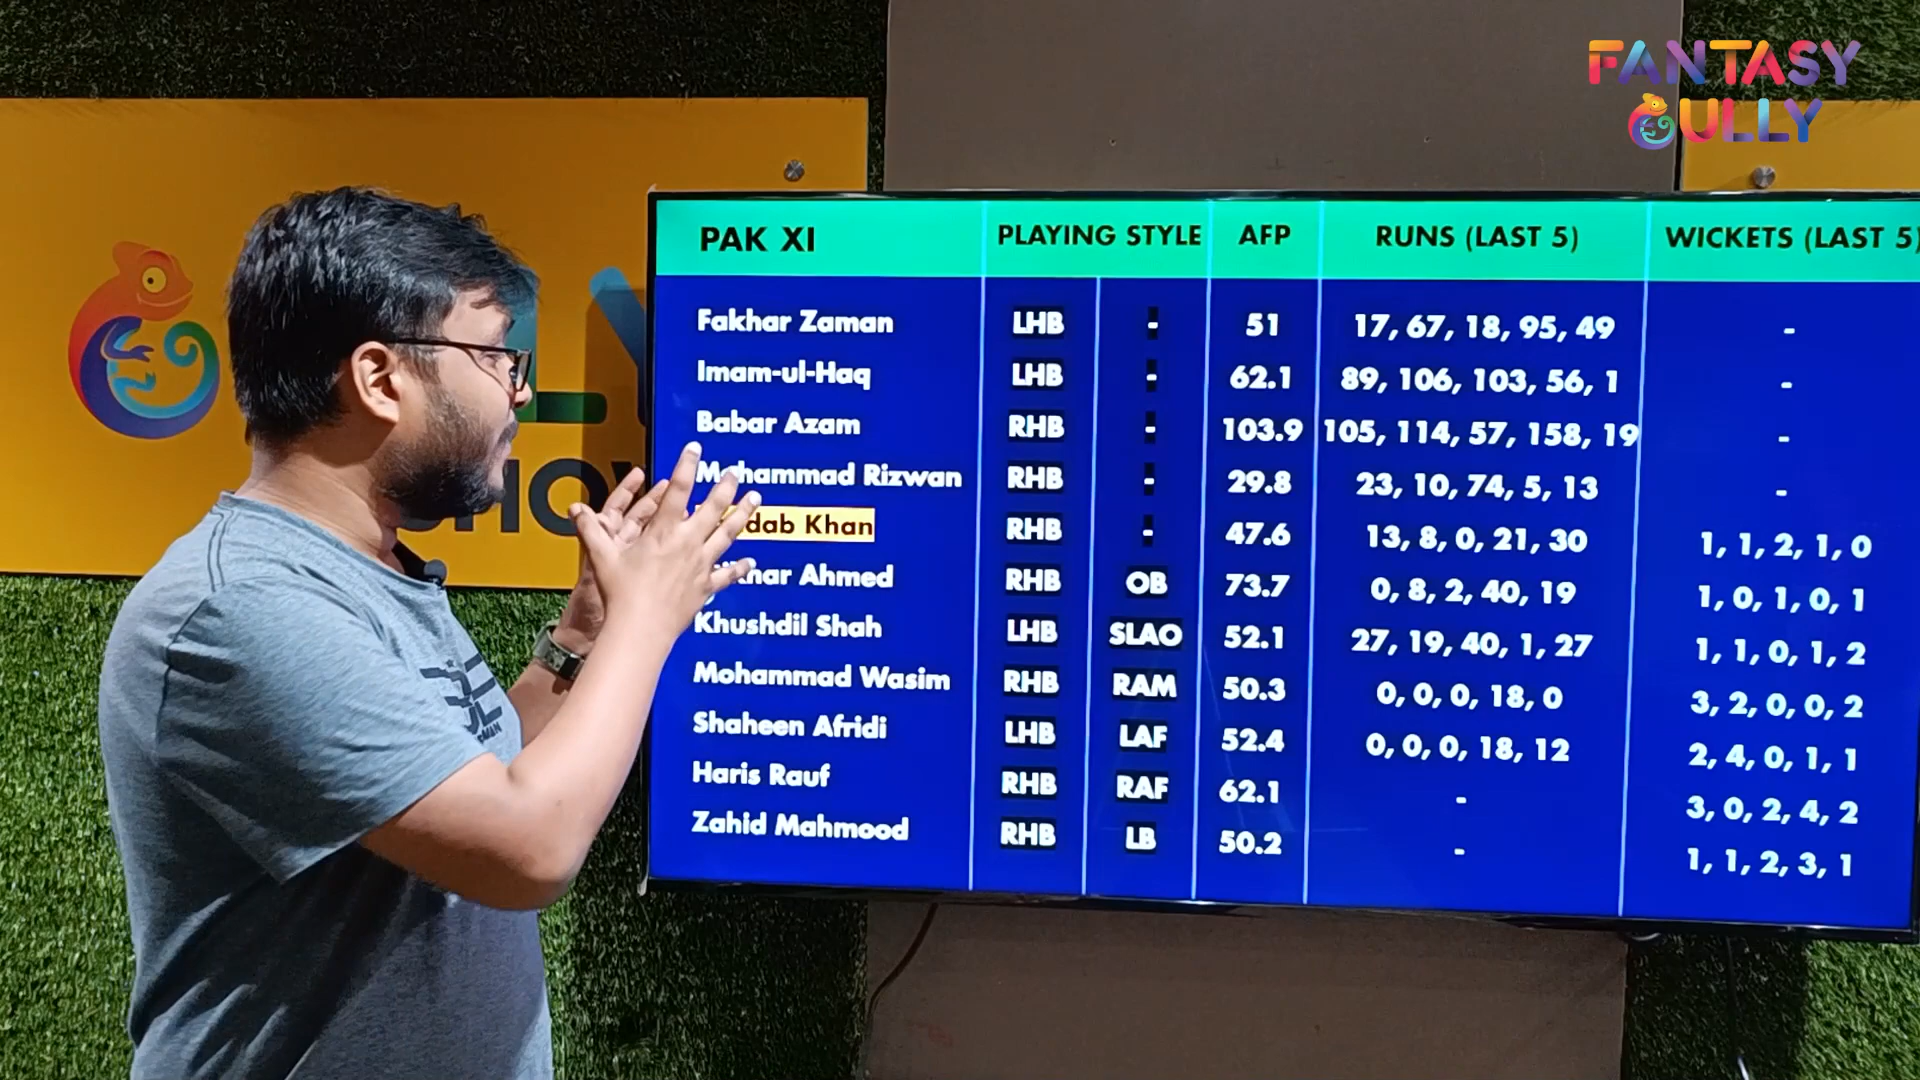 FANTASY
GULLY
PAK XI PLAYING STYLE AFP RUNS (LAST 5) WICKETS (LAST 5)
Fakhar Zaman LHB - 51 17, 67, 18, 95, 49 -
Imam-ul-Haq LHB - 62.1 89, 106, 103, 56, 1 -
Babar Azam RHB - 103.9 105, 114, 57, 158, 19 -
Mohammad Rizwan RHB - 29.8 23, 10, 74, 5, 13 -
Khan RHB - 47.6 13, 8, 0, 21, 30 1, 1, 2, 1, 0
Ahmed RHB OB 73.7 0, 8, 2, 40, 19 1, 0, 1, 0, 1
Khushdil Shah LHB SLAO 52.1 27, 19, 40, 1, 27 1, 1, 0, 1, 2
Mohammad Wasim RHB RAM 50.3 0, 0, 0, 18, 0 3, 2, 0, 0, 2
Shaheen Afridi LHB LAF 52.4 0, 0, 0, 18, 12 2, 4, 0, 1, 1
Haris Rauf RHB RAF 62.1 - 3, 0, 2, 4, 2
Zahid Mahmood RHB LB 50.2 - 1, 1, 2, 3, 1